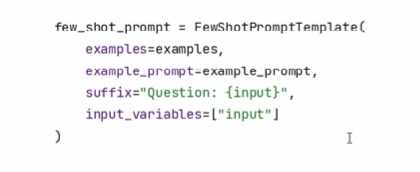 few_shot_prompt = FewShotPromptTemplate(
    examples=examples,
    example_prompt=example_prompt,
    suffix="Question: {input}",
    input_variables=["input"]
)